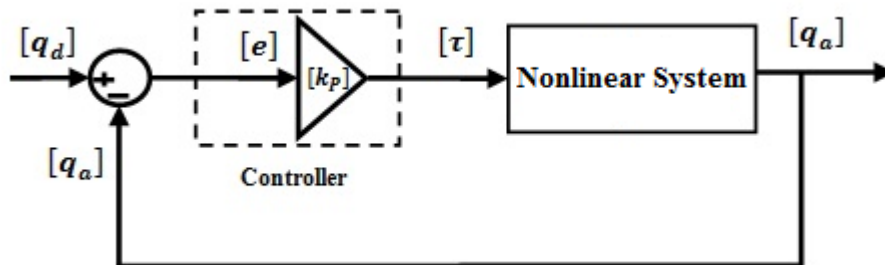 [q_d]
+
−
[e]
[k_P]
[τ]
Nonlinear System
[q_a]
[q_a]
Controller